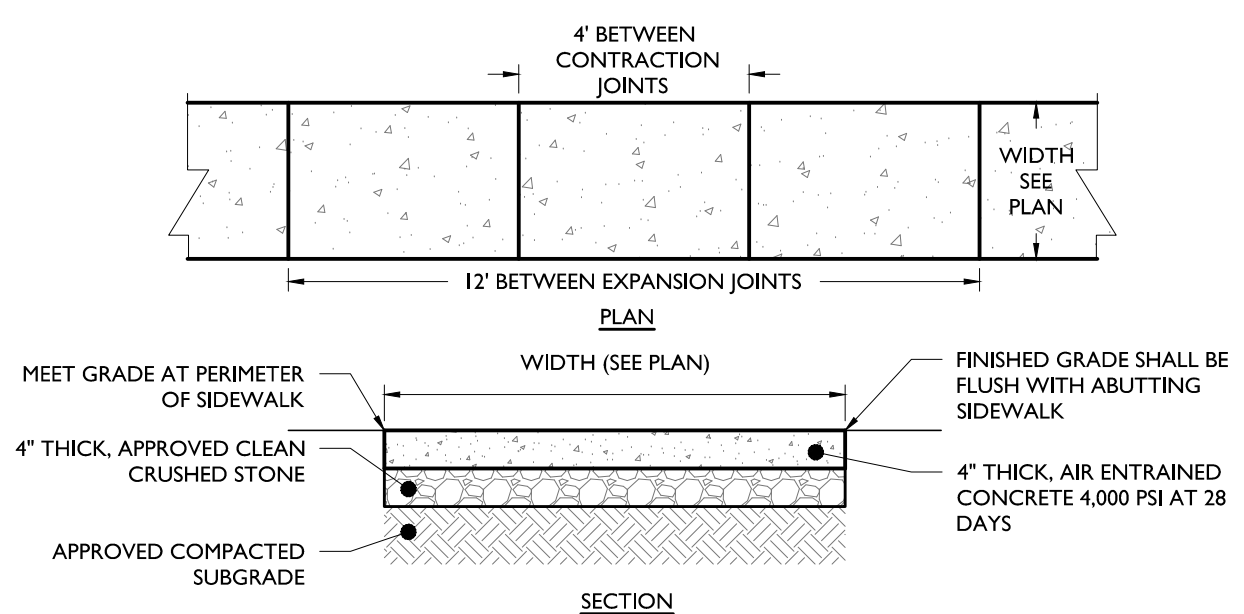 4' BETWEEN
CONTRACTION
JOINTS
WIDTH
SEE
PLAN
12' BETWEEN EXPANSION JOINTS
PLAN
WIDTH (SEE PLAN)
MEET GRADE AT PERIMETER
OF SIDEWALK
FINISHED GRADE SHALL BE
FLUSH WITH ABUTTING
SIDEWALK
4" THICK, APPROVED CLEAN
CRUSHED STONE
4" THICK, AIR ENTRAINED
CONCRETE 4,000 PSI AT 28
DAYS
APPROVED COMPACTED
SUBGRADE
SECTION